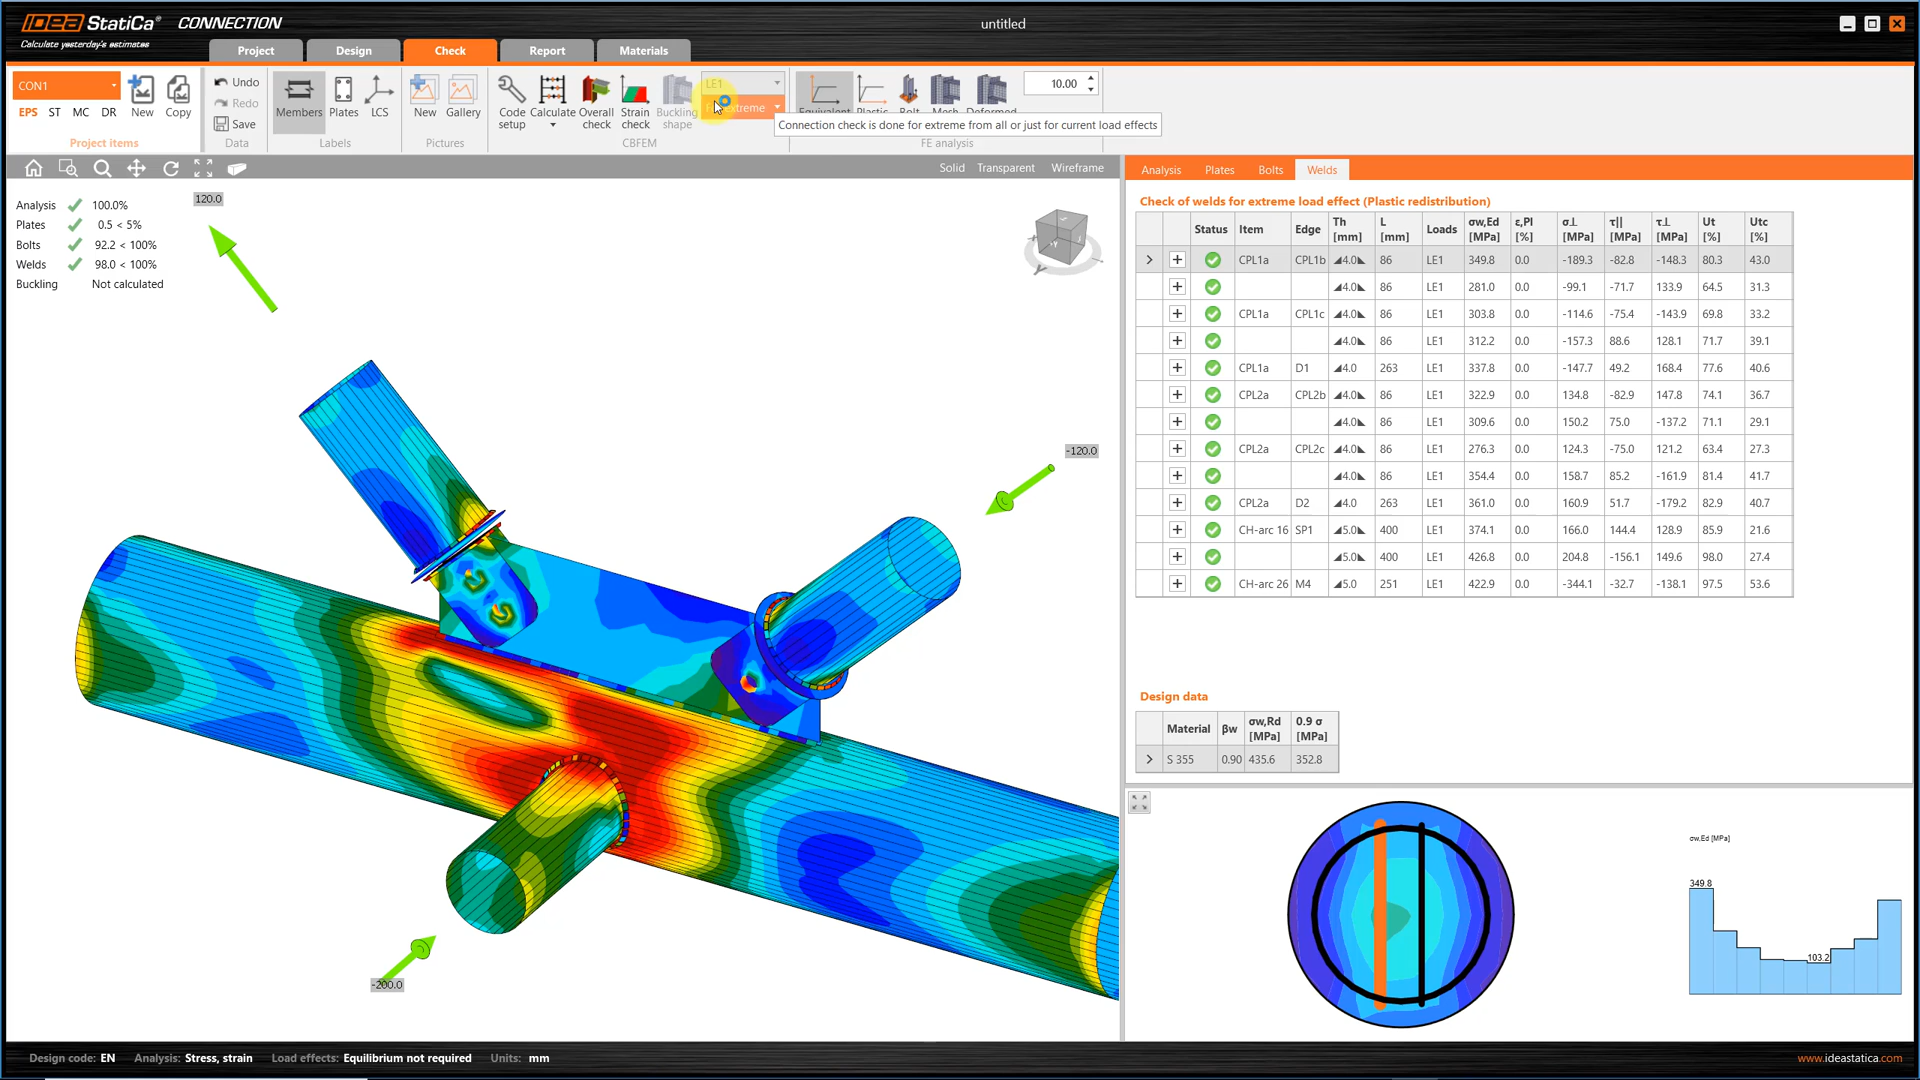 IDEA StatiCa® CONNECTION
Calculate yesterday's estimates
untitled
Project Design Check Report Materials
CON1
EPS ST MC DR
New Copy
Project items
Undo
Redo
Save
Data
Members Plates LCS
Labels
New Gallery
Pictures
Code setup
Calculate
Overall check
Strain check
Buckling shape
CBFEM
LE1
extreme
Equivalent Plastic Bolt Mesh Deformed
10.00
FE analysis
Connection check is done for extreme from all or just for current load effects
Solid Transparent Wireframe
Analysis 100.0%
Plates 0.5 < 5%
Bolts 92.2 < 100%
Welds 98.0 < 100%
Buckling Not calculated
120.0
-120.0
-200.0
Analysis Plates Bolts Welds
Check of welds for extreme load effect (Plastic redistribution)
Status Item Edge Th [mm] L [mm] Loads σw,Ed [MPa] ε,Pl [%] σ⊥ [MPa] τ|| [MPa] τ⊥ [MPa] Ut [%] Utc [%]
CPL1a CPL1b ◢4.0◣ 86 LE1 349.8 0.0 -189.3 -82.8 -148.3 80.3 43.0
◢4.0◣ 86 LE1 281.0 0.0 -99.1 -71.7 133.9 64.5 31.3
CPL1a CPL1c ◢4.0◣ 86 LE1 303.8 0.0 -114.6 -75.4 -143.9 69.8 33.2
◢4.0◣ 86 LE1 312.2 0.0 -157.3 88.6 128.1 71.7 39.1
CPL1a D1 ◢4.0 263 LE1 337.8 0.0 -147.7 49.2 168.4 77.6 40.6
CPL2a CPL2b ◢4.0◣ 86 LE1 322.9 0.0 134.8 -82.9 147.8 74.1 36.7
◢4.0◣ 86 LE1 309.6 0.0 150.2 75.0 -137.2 71.1 29.1
CPL2a CPL2c ◢4.0◣ 86 LE1 276.3 0.0 124.3 -75.0 121.2 63.4 27.3
◢4.0◣ 86 LE1 354.4 0.0 158.7 85.2 -161.9 81.4 41.7
CPL2a D2 ◢4.0 263 LE1 361.0 0.0 160.9 51.7 -179.2 82.9 40.7
CH-arc 16 SP1 ◢5.0◣ 400 LE1 374.1 0.0 166.0 144.4 128.9 85.9 21.6
◢5.0◣ 400 LE1 426.8 0.0 204.8 -156.1 149.6 98.0 27.4
CH-arc 26 M4 ◢5.0 251 LE1 422.9 0.0 -344.1 -32.7 -138.1 97.5 53.6
Design data
Material βw σw,Rd [MPa] 0.9 σ [MPa]
S 355 0.90 435.6 352.8
σw,Ed [MPa]
349.8
103.2
Design code: EN Analysis: Stress, strain Load effects: Equilibrium not required Units: mm
www.ideastatica.com